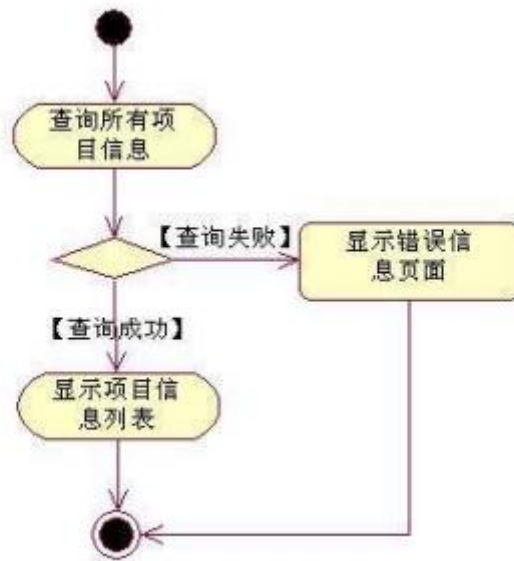 查询所有项
目信息
【查询失败】
显示错误信
息页面
【查询成功】
显示项目信
息列表